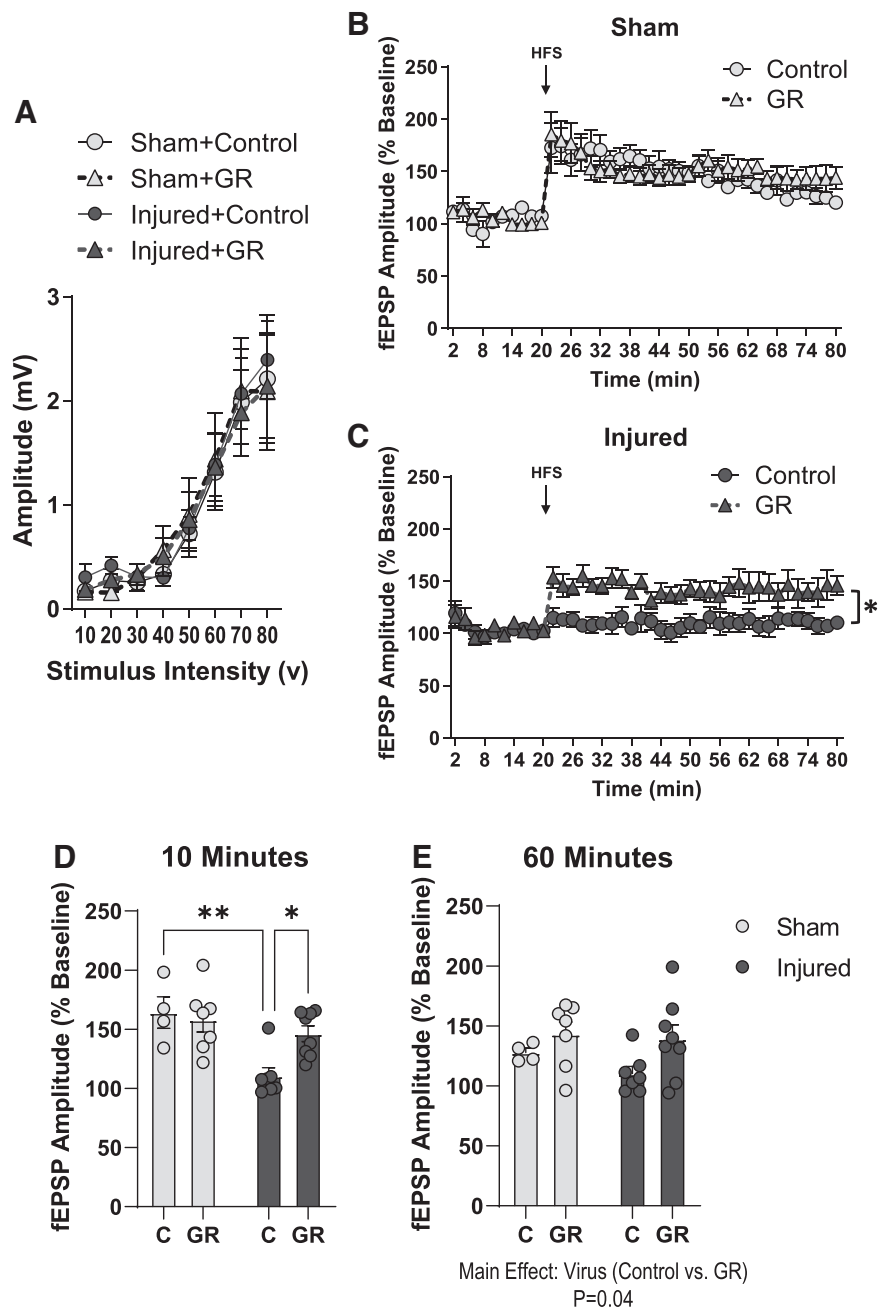 A
Sham+Control
Sham+GR
Injured+Control
Injured+GR
Amplitude (mV)
3
2
1
0
10 20 30 40 50 60 70 80
Stimulus Intensity (v)
B
Sham
HFS
Control
GR
fEPSP Amplitude (% Baseline)
250
200
150
100
50
0
2 8 14 20 26 32 38 44 50 56 62 68 74 80
Time (min)
C
Injured
HFS
Control
GR
fEPSP Amplitude (% Baseline)
250
200
150
100
50
0
*
2 8 14 20 26 32 38 44 50 56 62 68 74 80
Time (min)
D
10 Minutes
fEPSP Amplitude (% Baseline)
250
200
150
100
50
0
** *
C GR C GR
E
60 Minutes
fEPSP Amplitude (% Baseline)
250
200
150
100
50
0
Sham
Injured
C GR C GR
Main Effect: Virus (Control vs. GR)
P=0.04